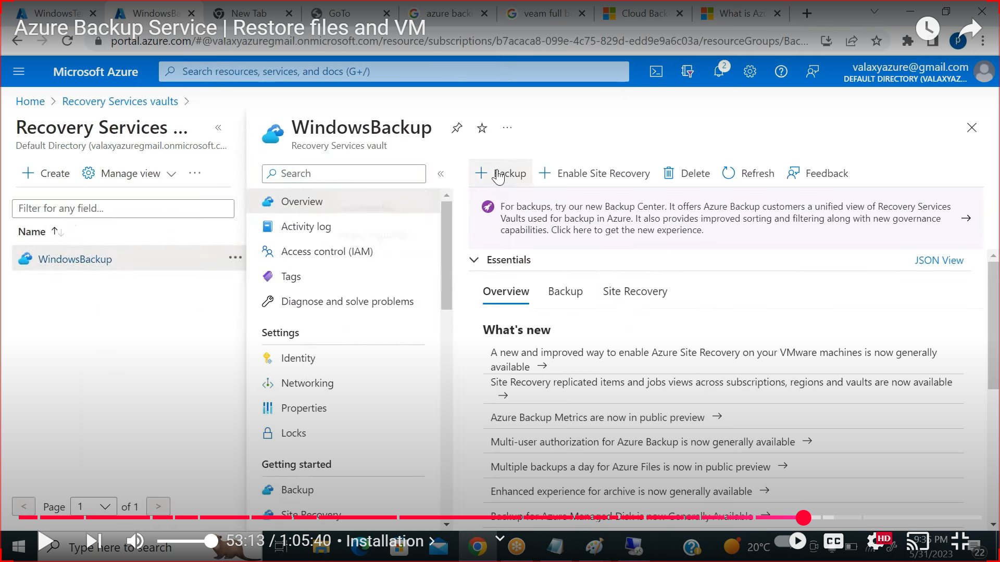 WindowsTe
WindowsBa
New Tab
GoTo
azure back
veam full b
Cloud Back
What is Az
Azure Backup Service | Restore files and VM
portal.azure.com/#@valaxyazuregmail.onmicrosoft.com/resource/subscriptions/b7acaca8-099e-4c75-829d-edd9e9a6c03a/resourceGroups/Bac...
P
Microsoft Azure
Search resources, services, and docs (G+/)
2
valaxyazure@gmail.com
DEFAULT DIRECTORY (VALAXYAZ...
Home > Recovery Services vaults >
Recovery Services ...
Default Directory (valaxyazuregmail.onmicrosoft.c...
Create
Manage view
Filter for any field...
Name
WindowsBackup
< Page 1 of 1 >
WindowsBackup
Recovery Services vault
Search
Overview
Activity log
Access control (IAM)
Tags
Diagnose and solve problems
Settings
Identity
Networking
Properties
Locks
Getting started
Backup
Site Recovery
Backup
Enable Site Recovery
Delete
Refresh
Feedback
For backups, try our new Backup Center. It offers Azure Backup customers a unified view of Recovery Services
Vaults used for backup in Azure. It also provides improved sorting and filtering along with new governance
capabilities. Click here to get the new experience.
Essentials
JSON View
Overview
Backup
Site Recovery
What's new
A new and improved way to enable Azure Site Recovery on your VMware machines is now generally
available →
Site Recovery replicated items and jobs views across subscriptions, regions and vaults are now available
→
Azure Backup Metrics are now in public preview →
Multi-user authorization for Azure Backup is now generally available →
Multiple backups a day for Azure Files is now in public preview →
Enhanced experience for archive is now generally available →
Backup for Azure Managed Disk is now Generally Available →
Type here to search
53:13 / 1:05:40 • Installation >
20°C
CC
HD
9:35 PM
5/31/2023
22